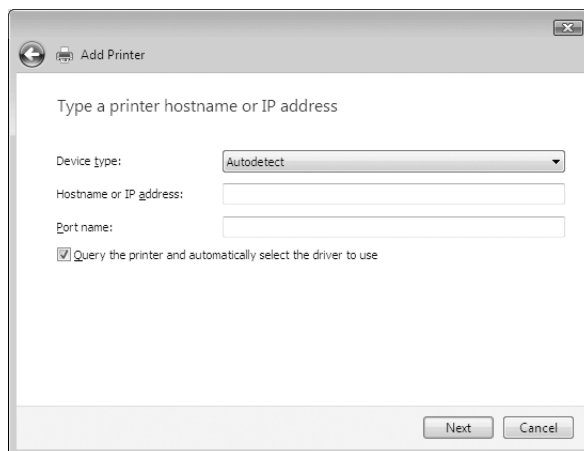 Add Printer
Type a printer hostname or IP address
Device type: Autodetect
Hostname or IP address:
Port name:
Query the printer and automatically select the driver to use
Next Cancel